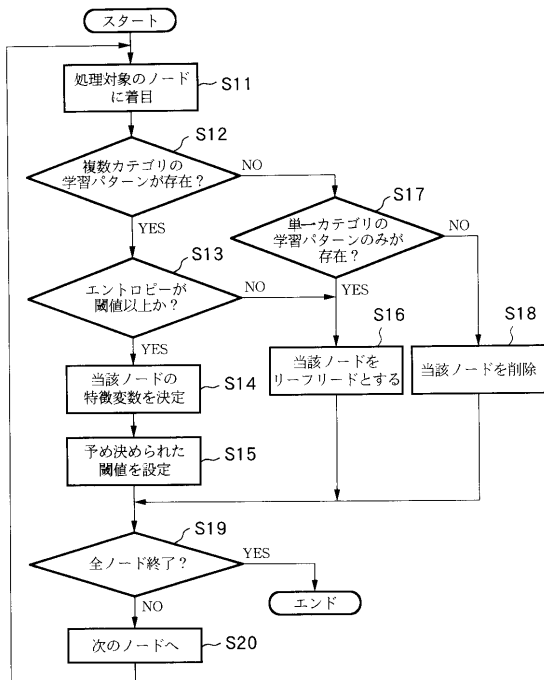 スタート
処理対象のノード
に着目
S11
S12
複数カテゴリの
学習パターンが存在?
NO
YES
S17
単一カテゴリの
学習パターンのみが
存在?
NO
YES
S13
エントロピーが
閾値以上か?
NO
YES
S16
当該ノードを
リーフリードとする
S18
当該ノードを削除
当該ノードの
特徴変数を決定
S14
予め決められた
閾値を設定
S15
S19
全ノード終了?
YES
NO
エンド
次のノードへ
S20